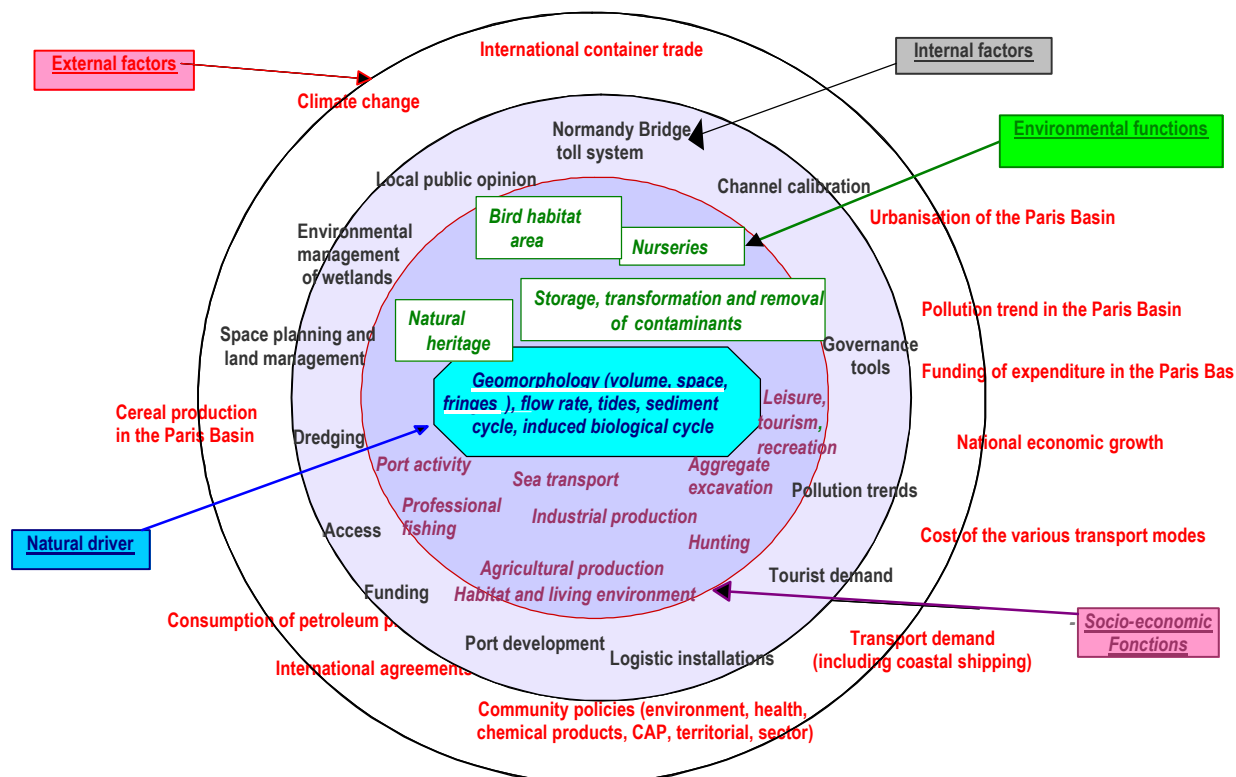 International container trade
External factors
Internal factors
Climate change
Normandy Bridge
toll system
Environmental functions
Local public opinion
Channel calibration
Bird habitat
area
Urbanisation of the Paris Basin
Environmental
management
of wetlands
Nurseries
Storage, transformation and removal
of contaminants
Pollution trend in the Paris Basin
Natural
heritage
Space planning and
land management
Governance
tools
Funding of expenditure in the Paris Bas
Geomorphology (volume, space,
fringes ), flow rate, tides, sediment
cycle, induced biological cycle
Leisure,
tourism,
recreation
Cereal production
in the Paris Basin
Dredging
National economic growth
Port activity
Sea transport
Aggregate
excavation
Pollution trends
Professional
fishing
Industrial production
Access
Hunting
Cost of the various transport modes
Natural driver
Agricultural production
Tourist demand
Habitat and living environment
Funding
Consumption of petroleum p
Port development
Logistic installations
Transport demand
(including coastal shipping)
- Socio-economic
Fonctions
International agreements
Community policies (environment, health,
chemical products, CAP, territorial, sector)